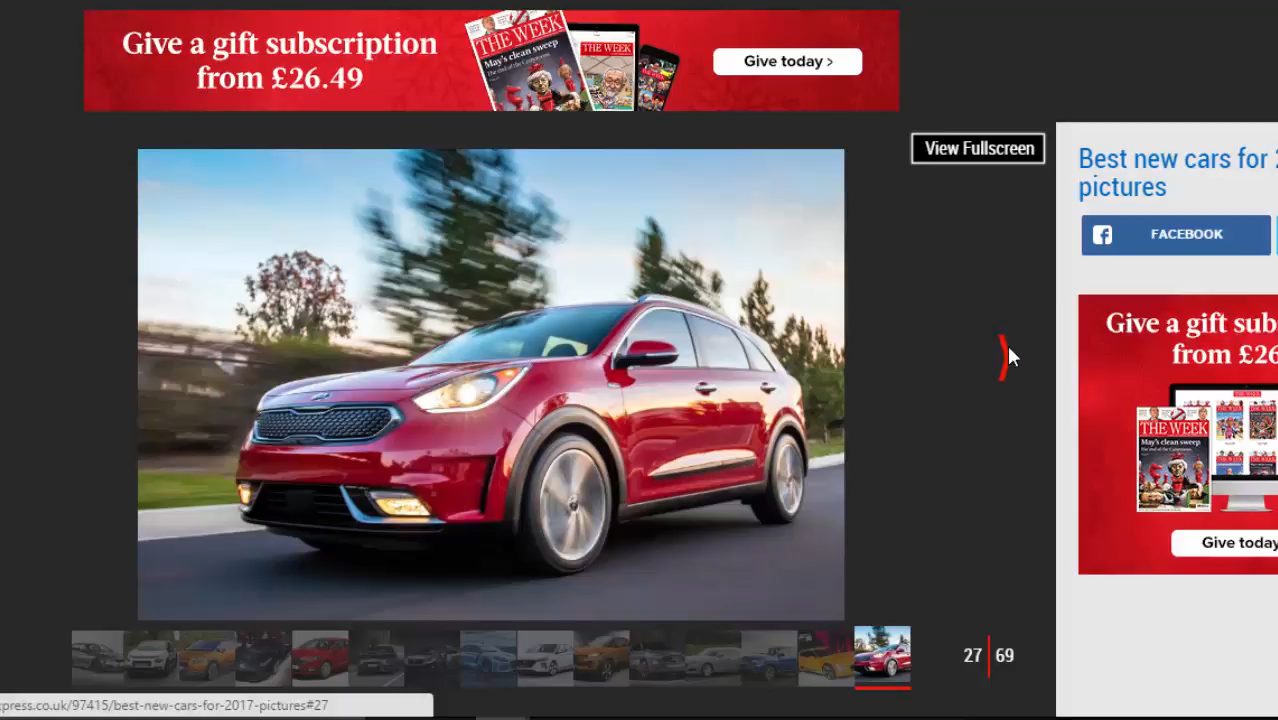 Give a gift subscription
from £26.49
THE WEEK
May's clean sweep
THE WEEK
Give today >
View Fullscreen
Best new cars for
pictures
FACEBOOK
Give a gift sub
from £26
THE WEEK
May's clean sweep
Give today
27 69
press.co.uk/97415/best-new-cars-for-2017-pictures#27